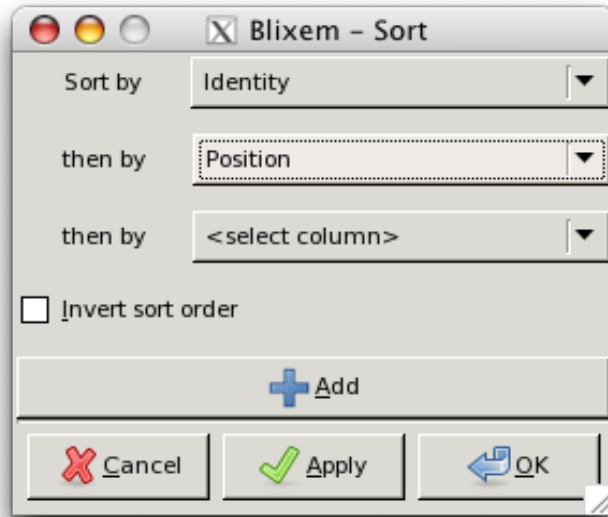 Blixem – Sort
Sort by Identity
then by Position
then by <select column>
Invert sort order
Add
Cancel Apply OK